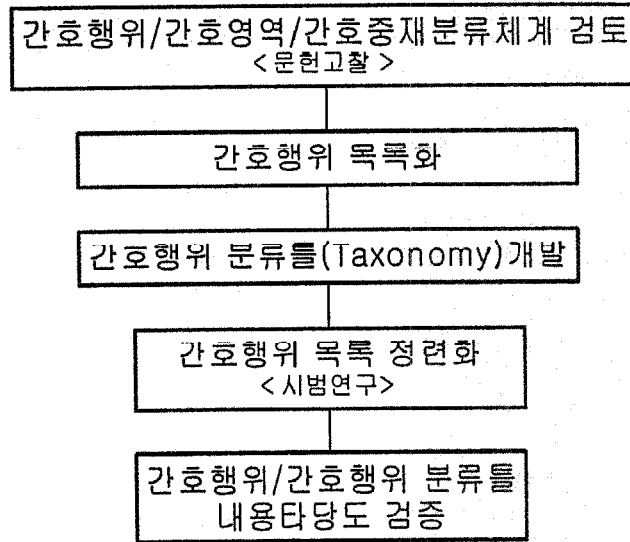 간호행위/간호영역/간호중재분류체계 검토
<문헌고찰>
간호행위 목록화
간호행위 분류틀(Taxonomy)개발
간호행위 목록 정련화
<시범연구>
간호행위/간호행위 분류틀
내용타당도 검증